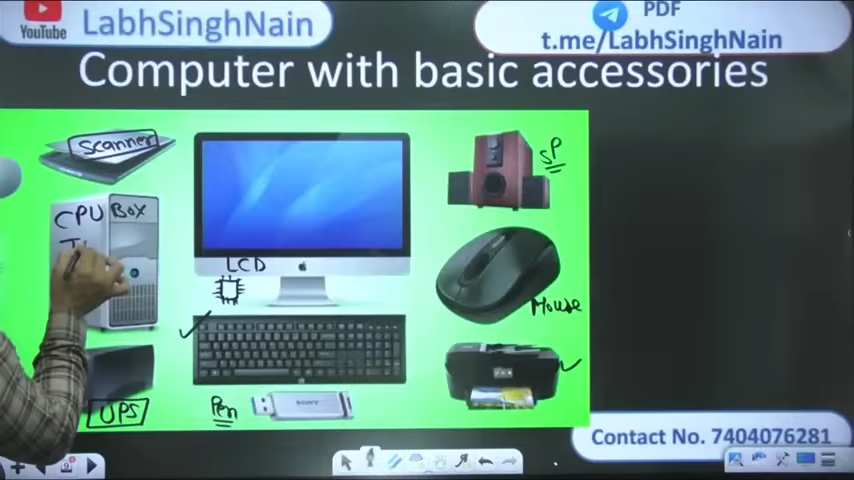 YouTube
LabhSinghNain
PDF
t.me/LabhSinghNain
Computer with basic accessories
Scanner
SP
CPU BOX
LCD
Mouse
SONY
Pen
UPS
Contact No. 7404076281